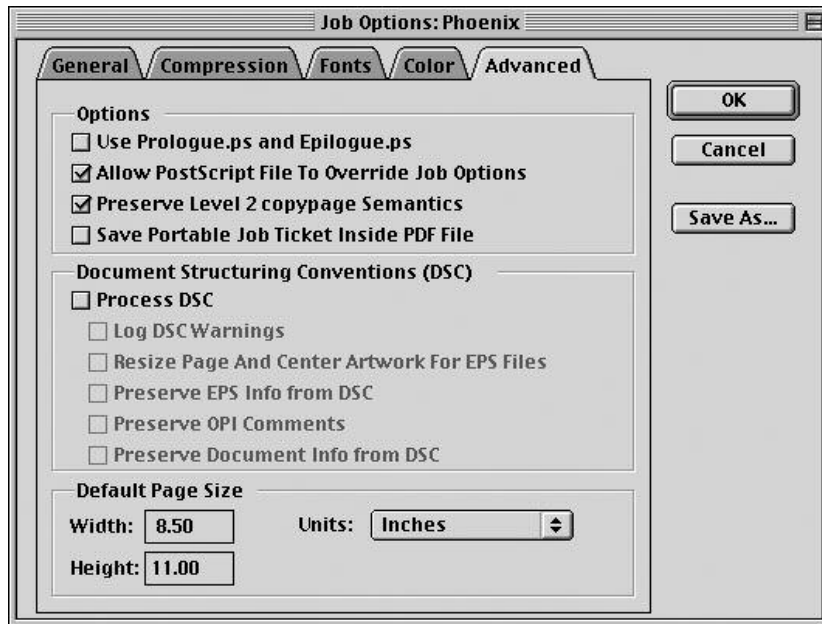 Job Options: Phoenix
General Compression Fonts Color Advanced
OK
Cancel
Save As...
Options
Use Prologue.ps and Epilogue.ps
Allow PostScript File To Override Job Options
Preserve Level 2 copypage Semantics
Save Portable Job Ticket Inside PDF File
Document Structuring Conventions (DSC)
Process DSC
Log DSC Warnings
Resize Page And Center Artwork For EPS Files
Preserve EPS Info from DSC
Preserve OPI Comments
Preserve Document Info from DSC
Default Page Size
Width: 8.50 Units: Inches
Height: 11.00